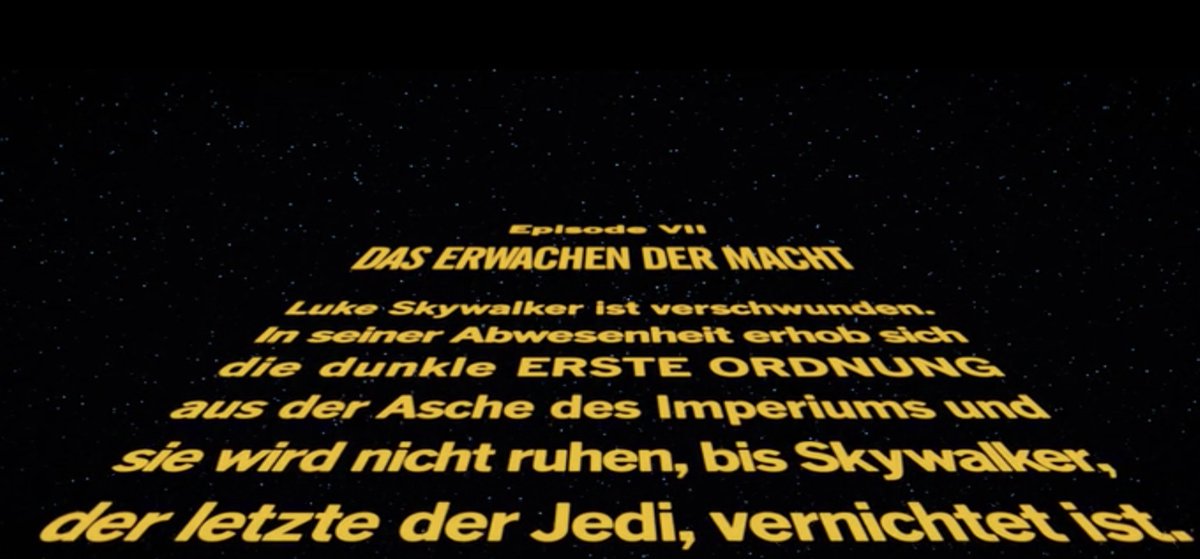 Episode VII
DAS ERWACHEN DER MACHT
Luke Skywalker ist verschwunden.
In seiner Abwesenheit erhob sich
die dunkle ERSTE ORDNUNG
aus der Asche des Imperiums und
sie wird nicht ruhen, bis Skywalker,
der letzte der Jedi, vernichtet ist.